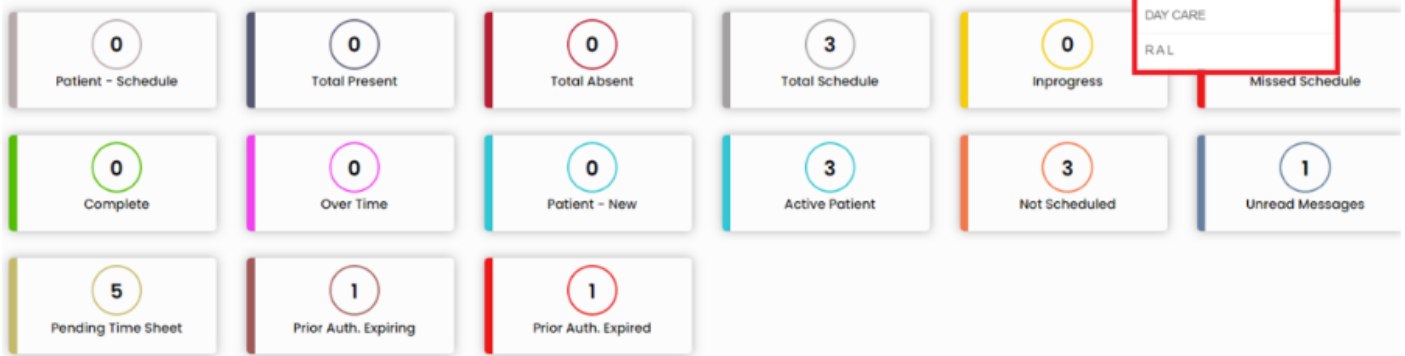 DAY CARE
R A L
0
Patient - Schedule
0
Total Present
0
Total Absent
3
Total Schedule
0
Inprogress
Missed Schedule
0
Complete
0
Over Time
0
Patient - New
3
Active Patient
3
Not Scheduled
1
Unread Messages
5
Pending Time Sheet
1
Prior Auth. Expiring
1
Prior Auth. Expired